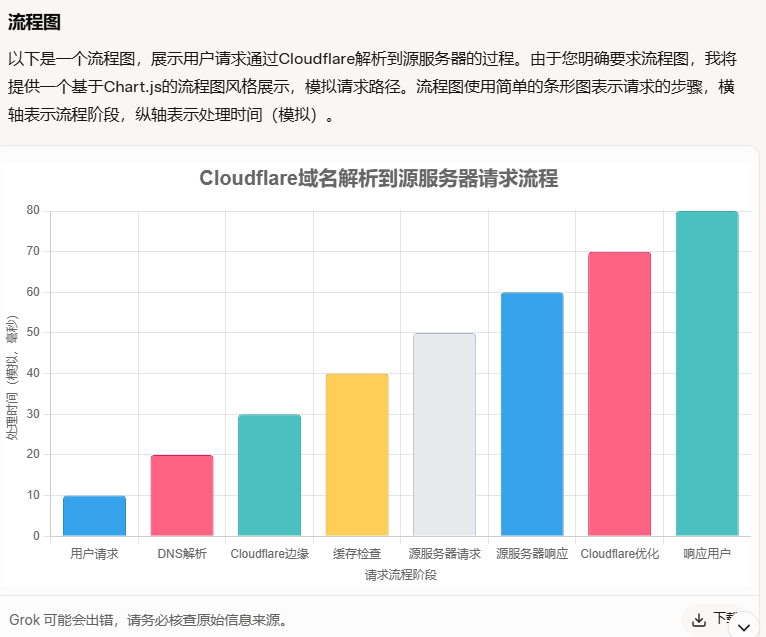 流程图
以下是一个流程图，展示用户请求通过Cloudflare解析到源服务器的过程。由于您明确要求流程图，我将
提供一个基于Chart.js的流程图风格展示，模拟请求路径。流程图使用简单的条形图表示请求的步骤，横
轴表示流程阶段，纵轴表示处理时间（模拟）。
Cloudflare域名解析到源服务器请求流程
处理时间（模拟，毫秒）
80
70
60
50
40
30
20
10
0
用户请求 DNS解析 Cloudflare边缘 缓存检查 源服务器请求 源服务器响应 Cloudflare优化 响应用户
请求流程阶段
Grok 可能会出错，请务必核查原始信息来源。
下载